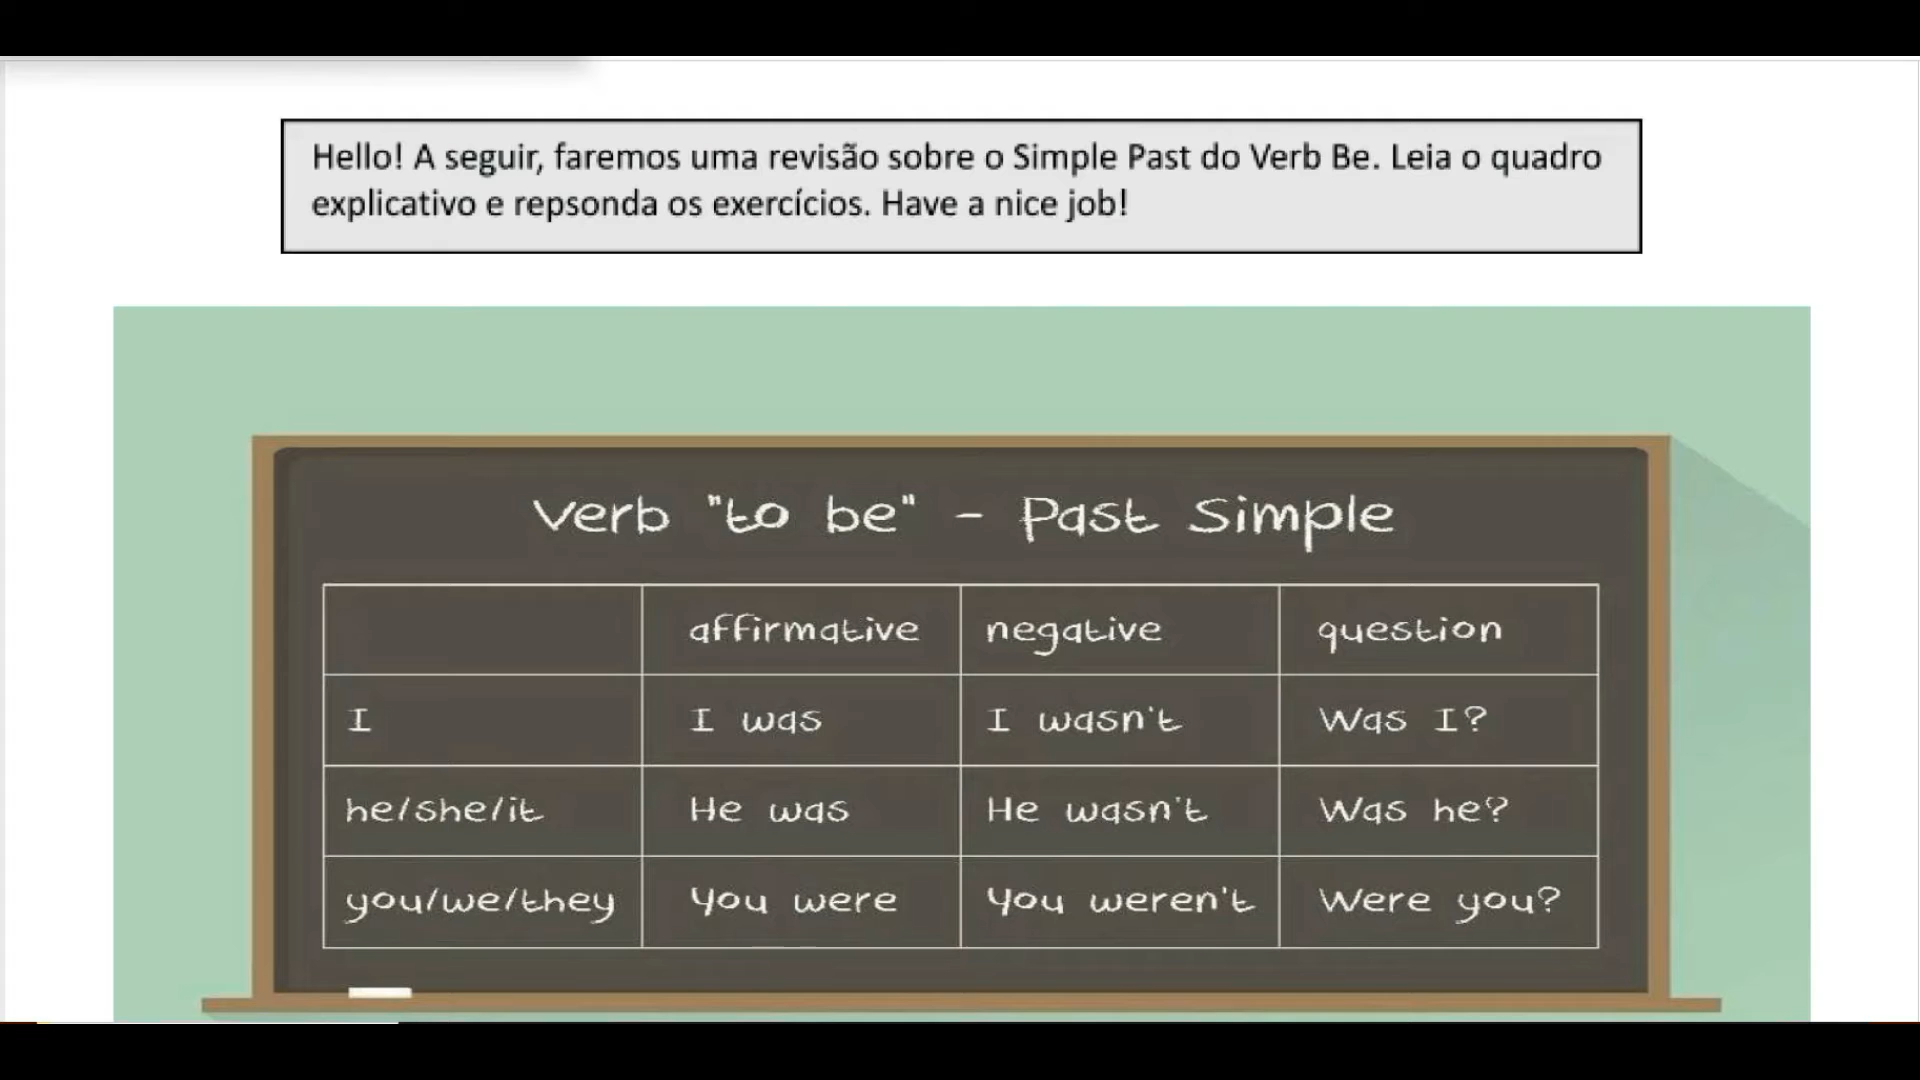 Hello! A seguir, faremos uma revisão sobre o Simple Past do Verb Be. Leia o quadro
explicativo e repsonda os exercícios. Have a nice job!
Verb "to be" - Past Simple
affirmative negative question
I I was I wasn't Was I?
he/she/it He was He wasn't Was he?
you/we/they You were You weren't Were you?